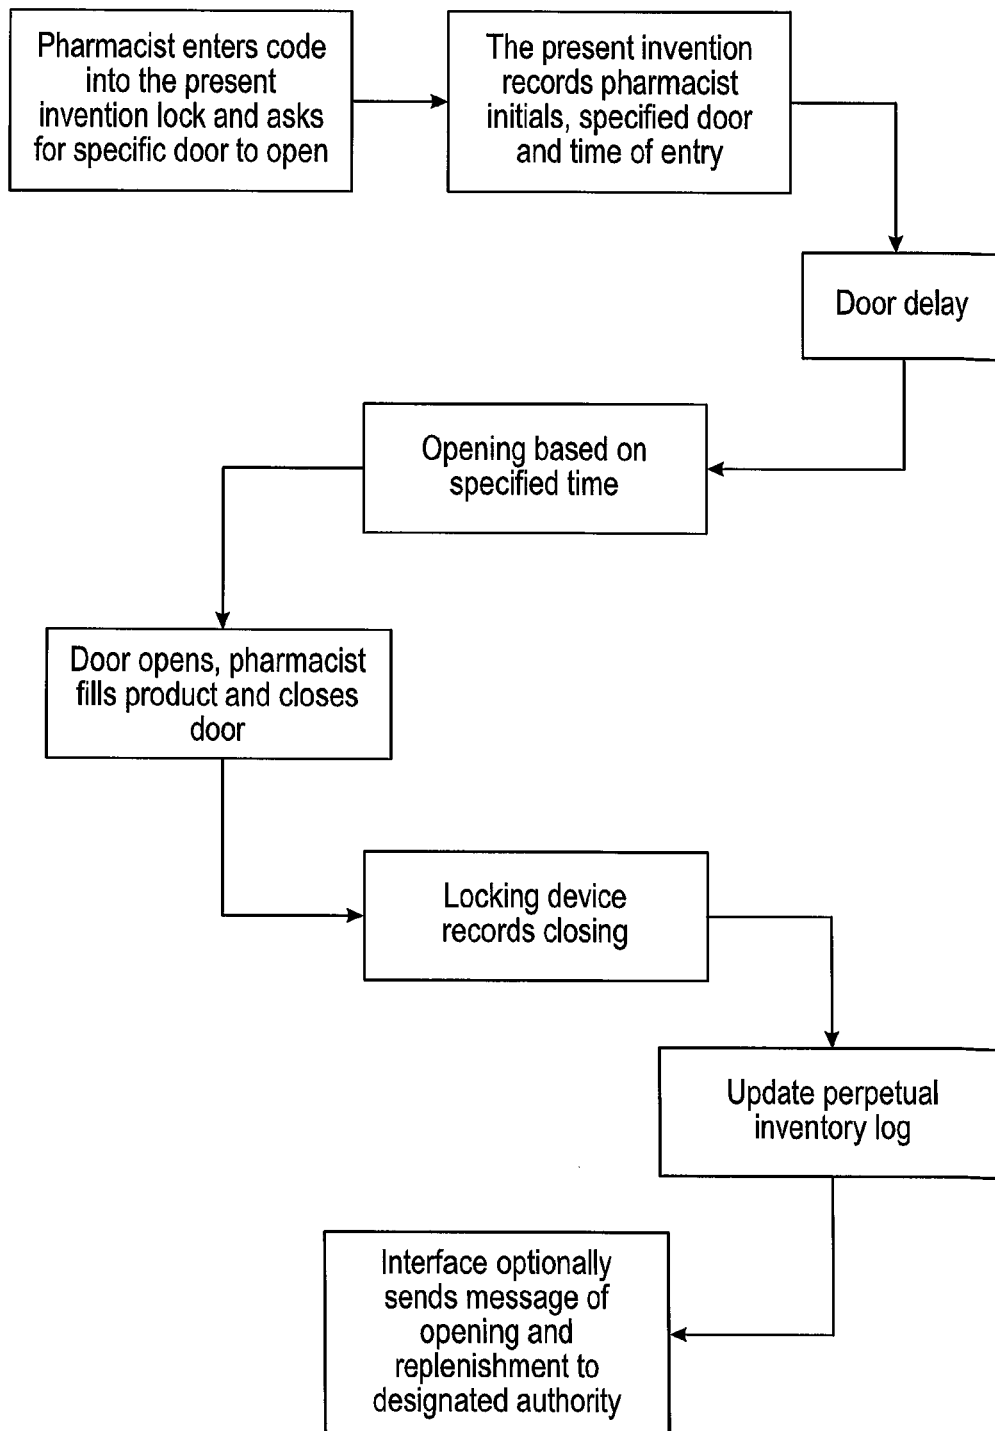 Pharmacist enters code
into the present
invention lock and asks
for specific door to open
The present invention
records pharmacist
initials, specified door
and time of entry
Door delay
Opening based on
specified time
Door opens, pharmacist
fills product and closes
door
Locking device
records closing
Update perpetual
inventory log
Interface optionally
sends message of
opening and
replenishment to
designated authority